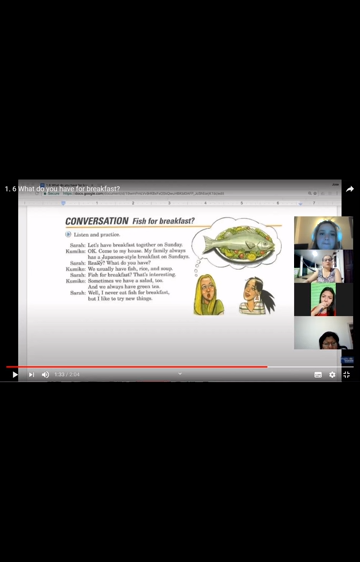 1. 6 What do you have for breakfast?
CONVERSATION Fish for breakfast?
Listen and practice.
Sarah: Let's have breakfast together on Sunday.
Kumiko: OK. Come to my house. My family always
has a Japanese-style breakfast on Sundays.
Sarah: Really? What do you have?
Kumiko: We usually have fish, rice, and soup.
Sarah: Fish for breakfast? That's interesting.
Kumiko: Sometimes we have a salad, too.
And we always have green tea.
Sarah: Well, I never eat fish for breakfast,
but I like to try new things.
1:33 / 2:04